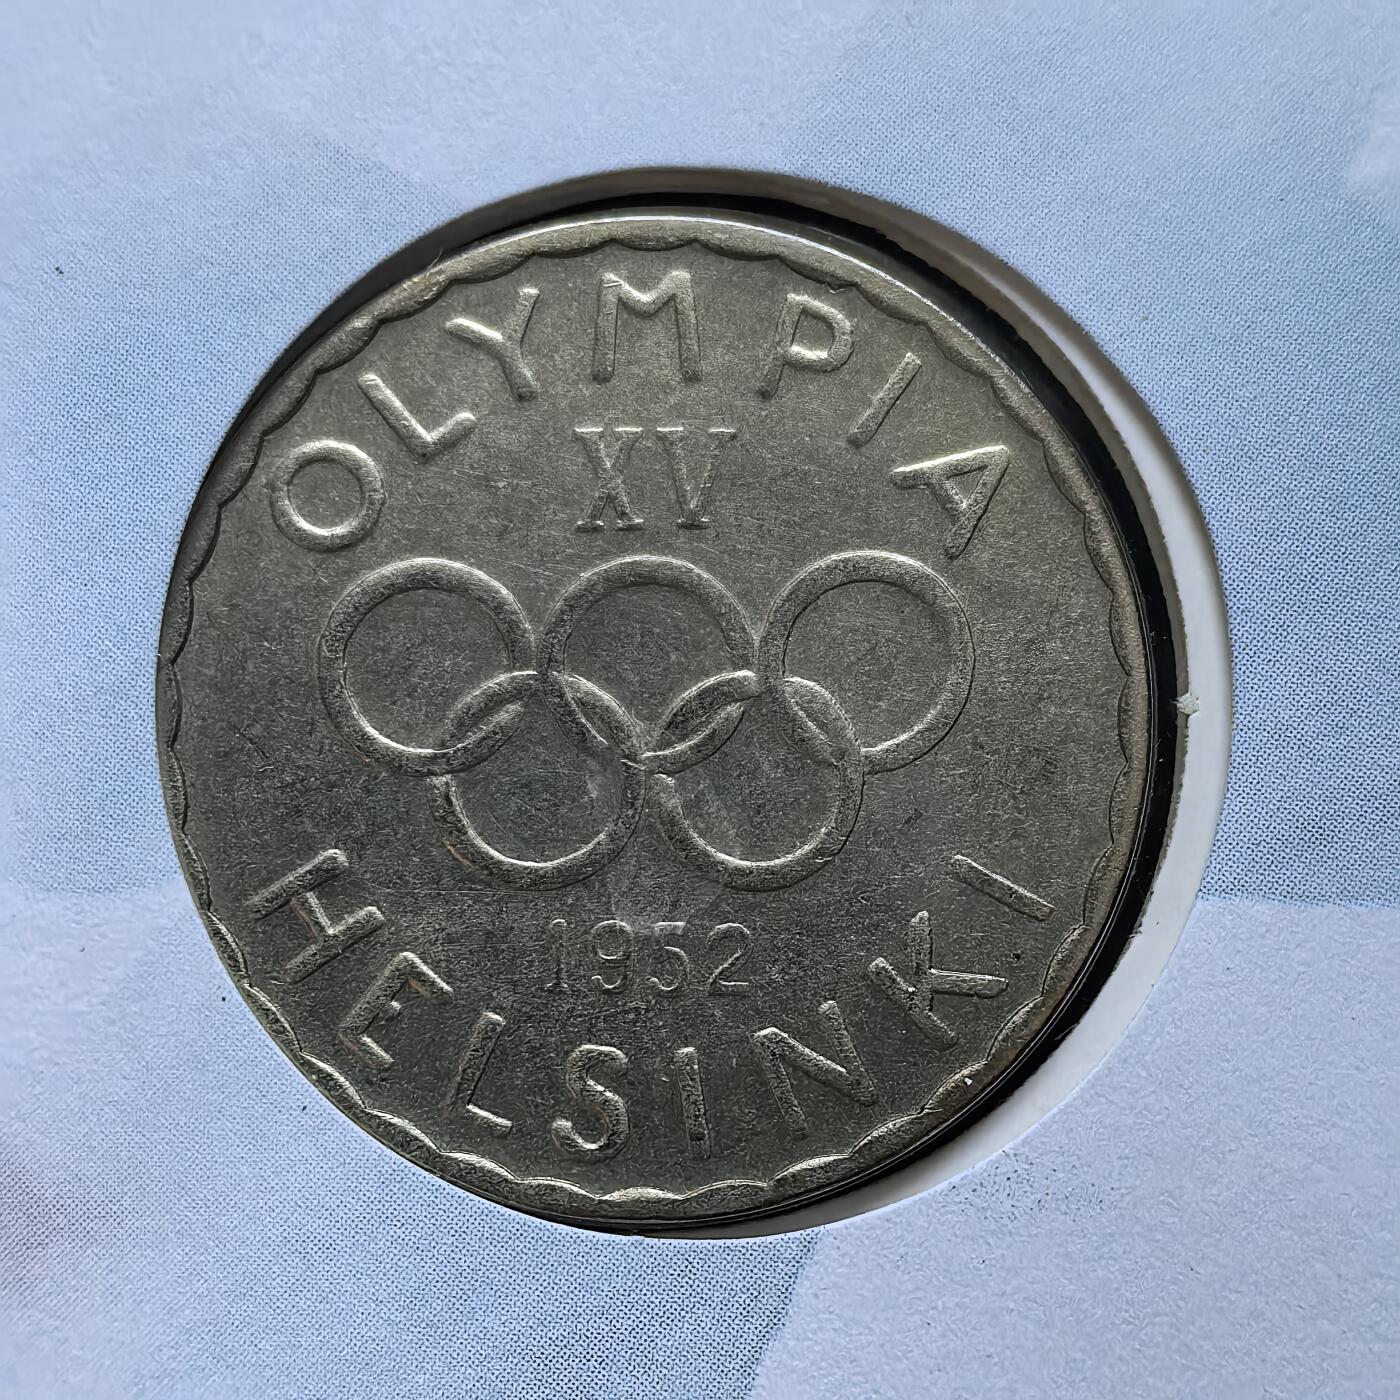 OLYMPIA
XV
1952
HELSINKI